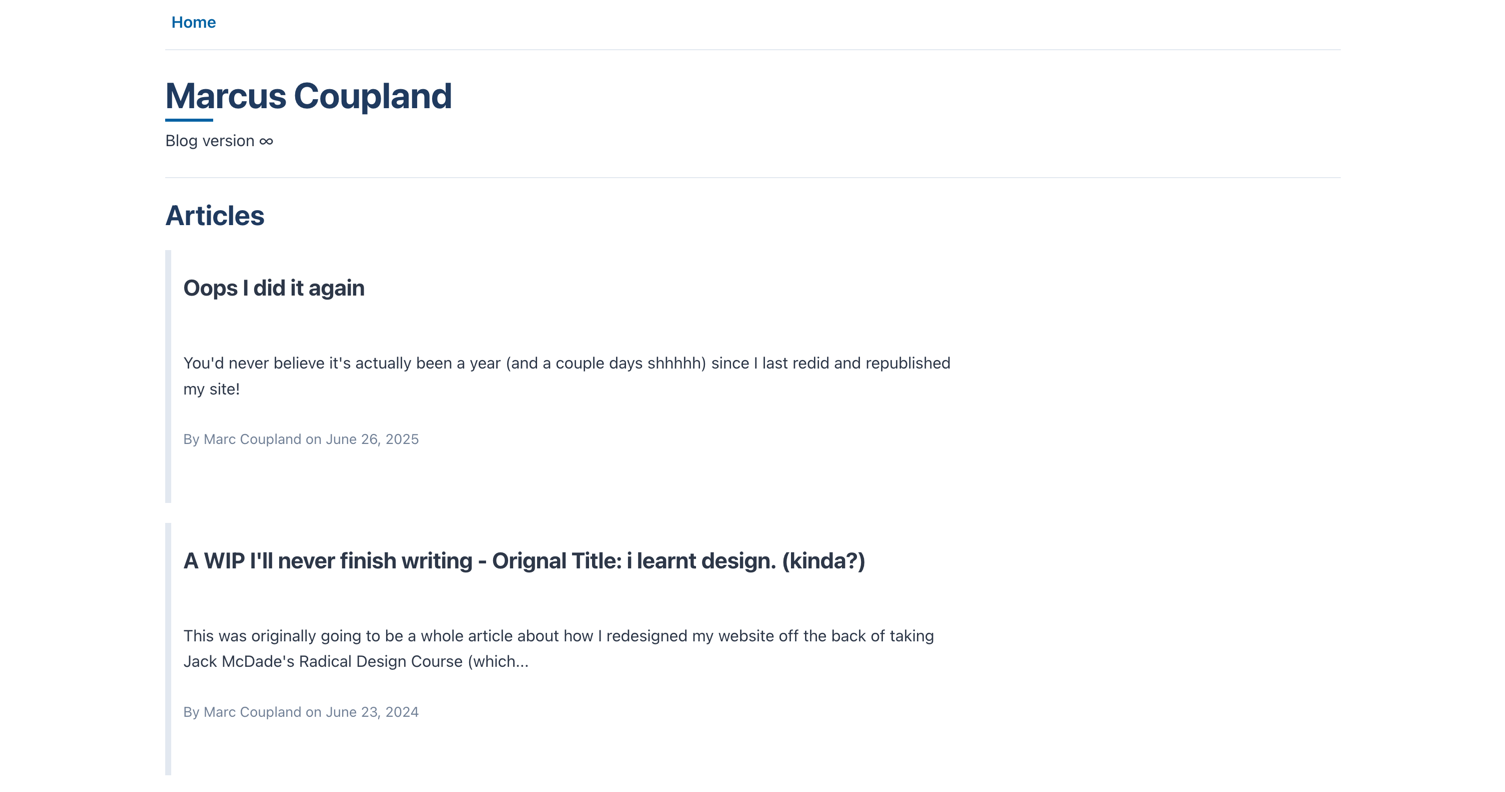 Home
Marcus Coupland
Blog version ∞
Articles
Oops I did it again
You'd never believe it's actually been a year (and a couple days shhhhh) since I last redid and republished
my site!
By Marc Coupland on June 26, 2025
A WIP I'll never finish writing - Orignal Title: i learnt design. (kinda?)
This was originally going to be a whole article about how I redesigned my website off the back of taking
Jack McDade's Radical Design Course (which...
By Marc Coupland on June 23, 2024